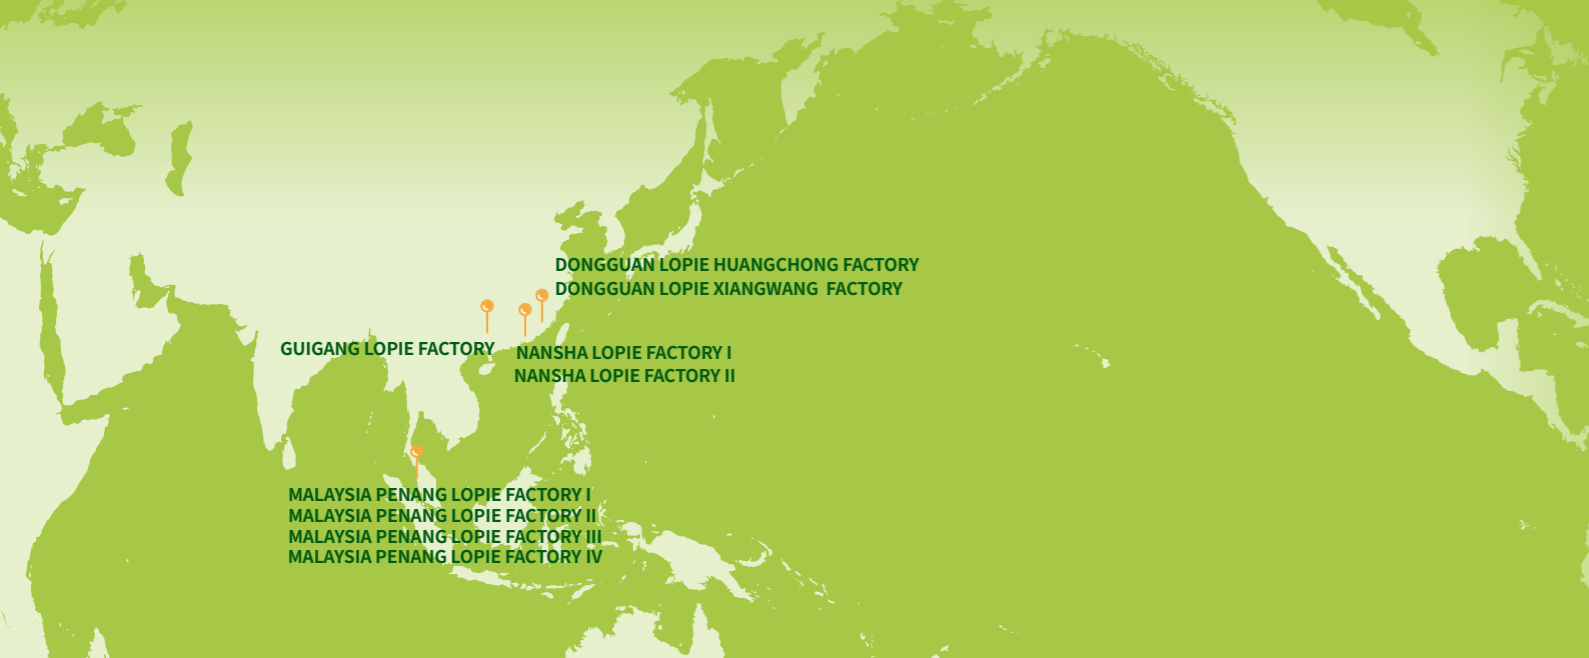 DONGGUAN LOPIE HUANGCHONG FACTORY
DONGGUAN LOPIE XIANGWANG  FACTORY
GUIGANG LOPIE FACTORY
NANSHA LOPIE FACTORY I
NANSHA LOPIE FACTORY II
MALAYSIA PENANG LOPIE FACTORY I
MALAYSIA PENANG LOPIE FACTORY II
MALAYSIA PENANG LOPIE FACTORY III
MALAYSIA PENANG LOPIE FACTORY IV